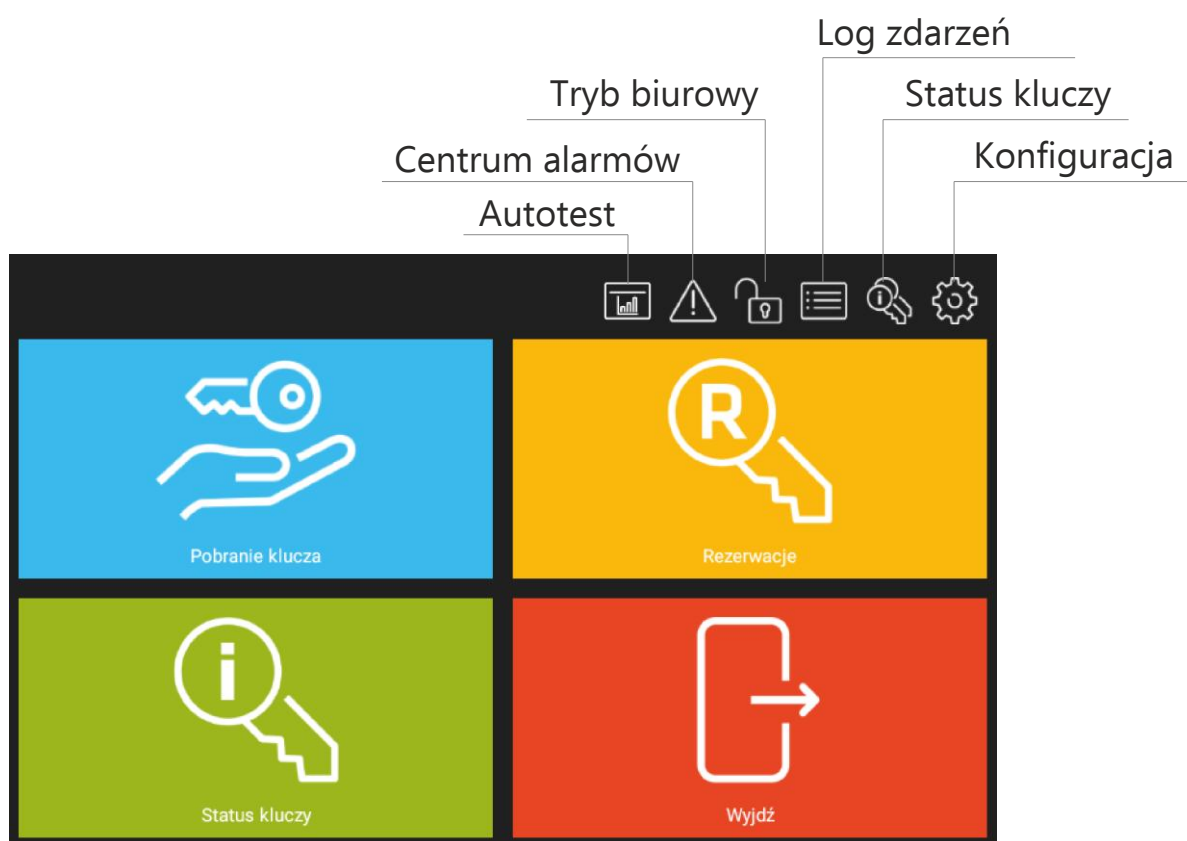 Log zdarzeń
Tryb biurowy
Status kluczy
Centrum alarmów
Konfiguracja
Autotest
Pobranie klucza
R
Rezerwacje
i
Status kluczy
Wyjdź